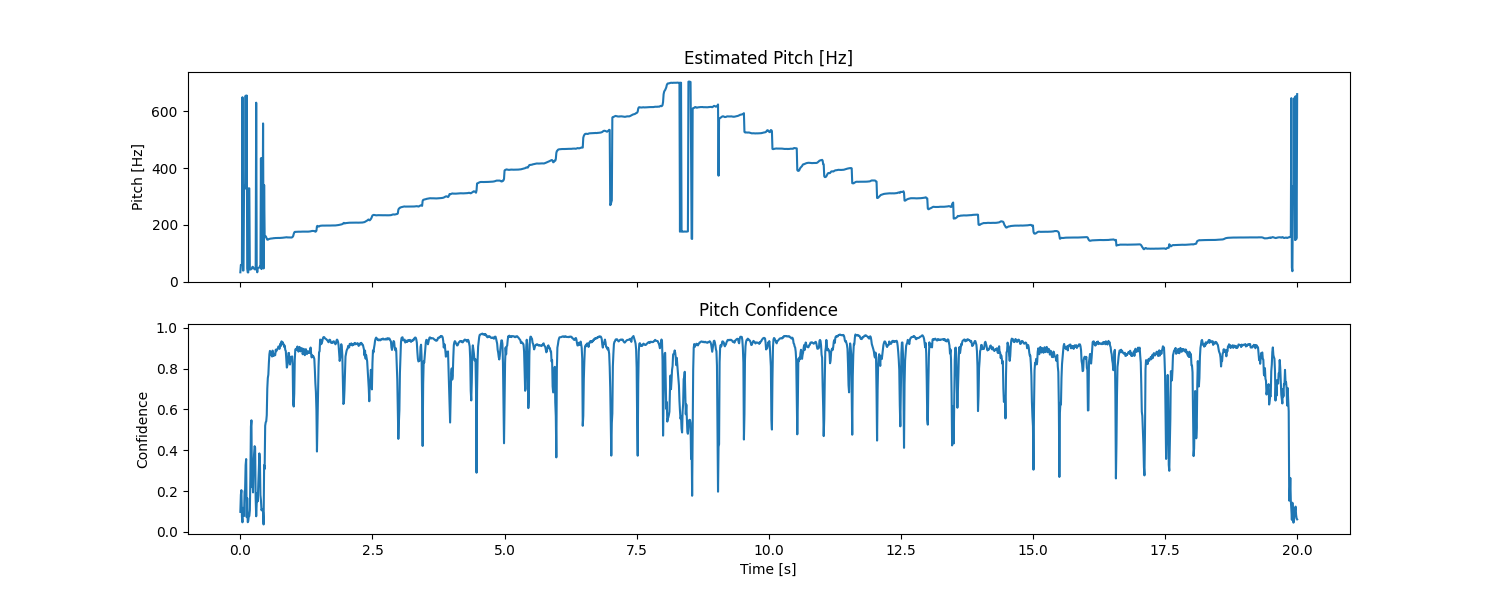 Estimated Pitch [Hz]
Pitch [Hz]
600
400
200
0
Pitch Confidence
Confidence
1.0
0.8
0.6
0.4
0.2
0.0
0.0 2.5 5.0 7.5 10.0 12.5 15.0 17.5 20.0
Time [s]